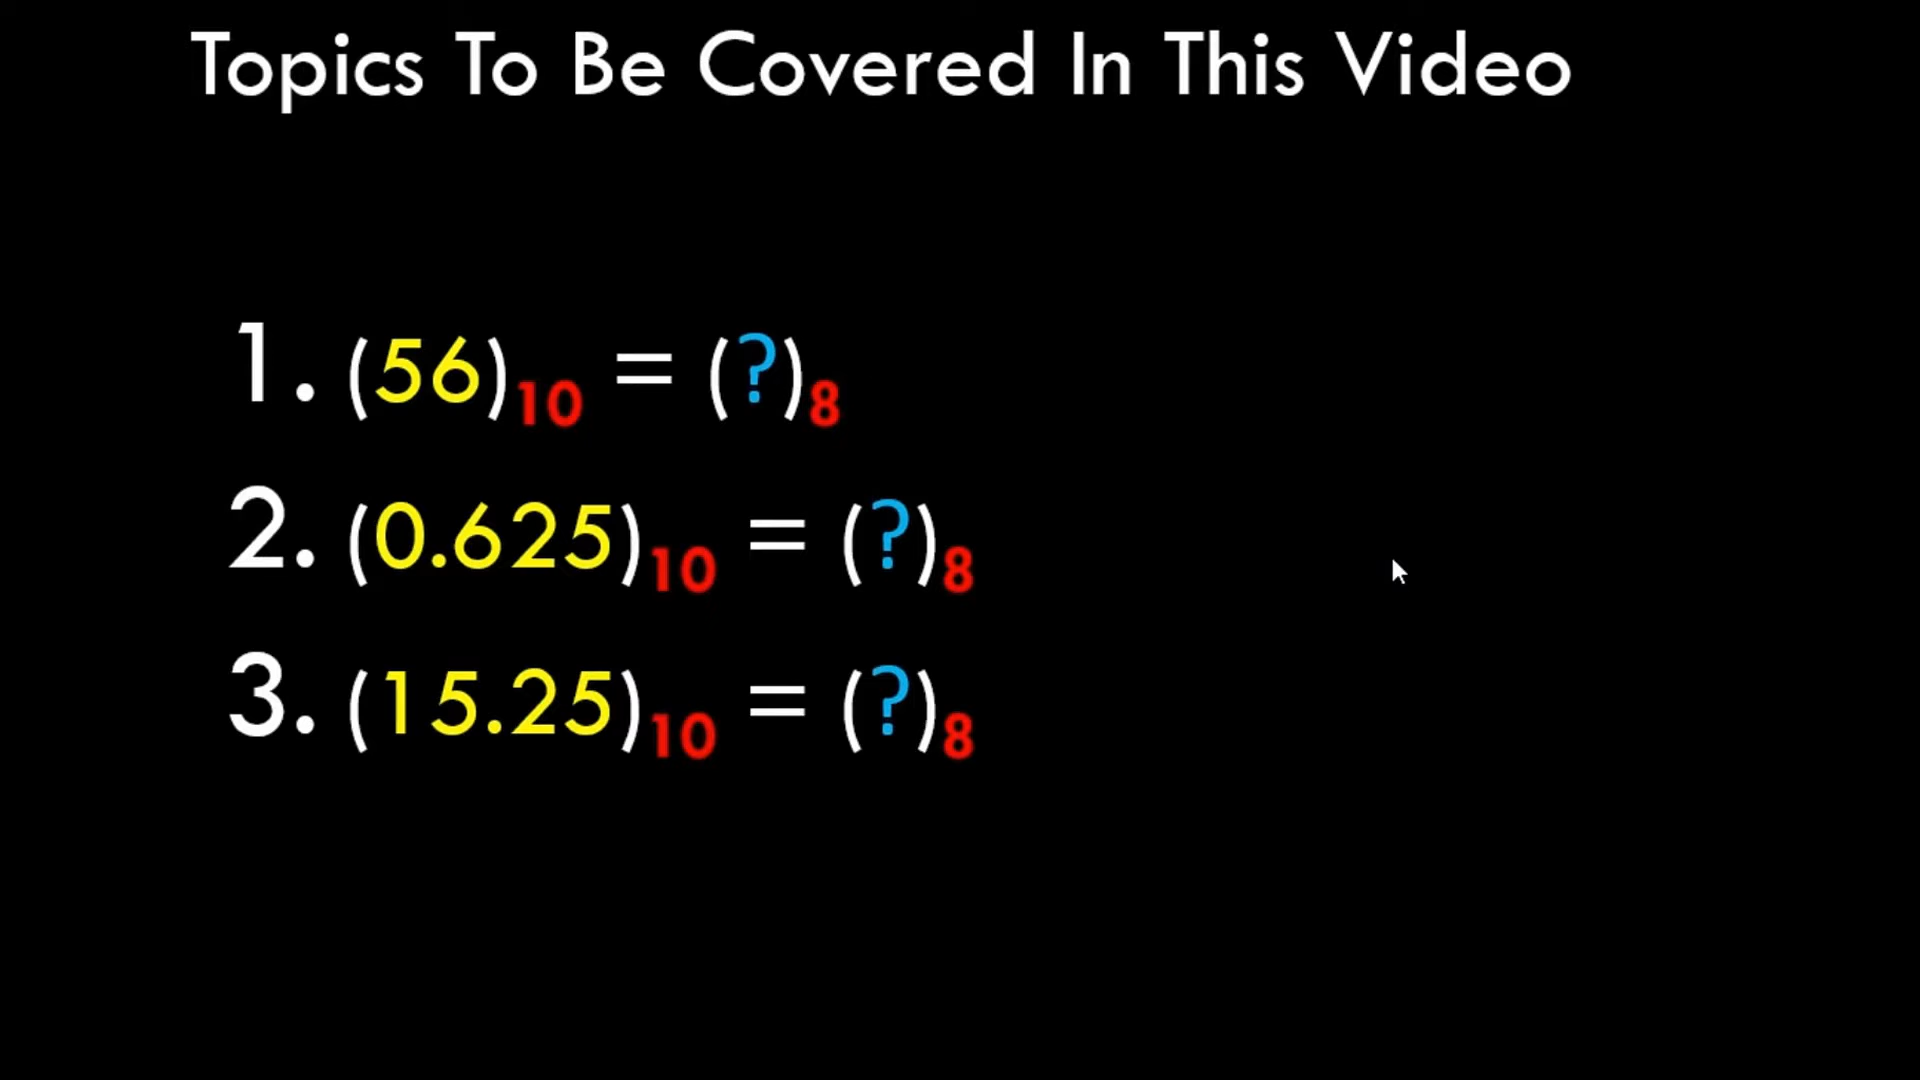 Topics To Be Covered In This Video
1. (56)₁₀ = (?)₈
2. (0.625)₁₀ = (?)₈
3. (15.25)₁₀ = (?)₈